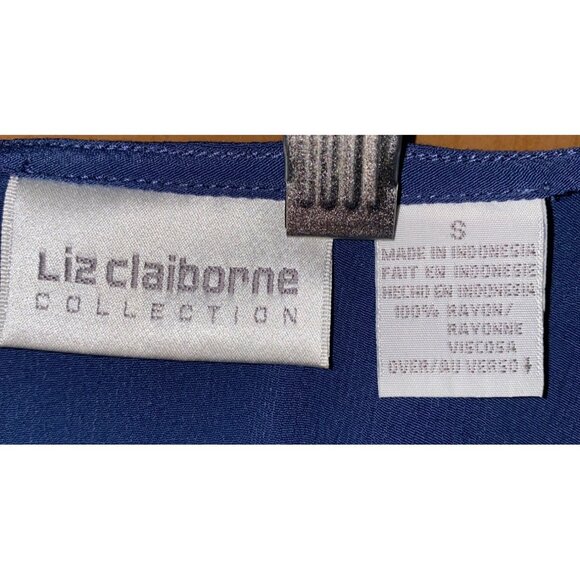 Liz claiborne
COLLECTION
S
MADE IN INDONESIA
FAIT EN INDONESIE
HECHO EN INDONESIA
100% RAYON/
RAYONNE
VISCOSA
OVER/AU VERSO